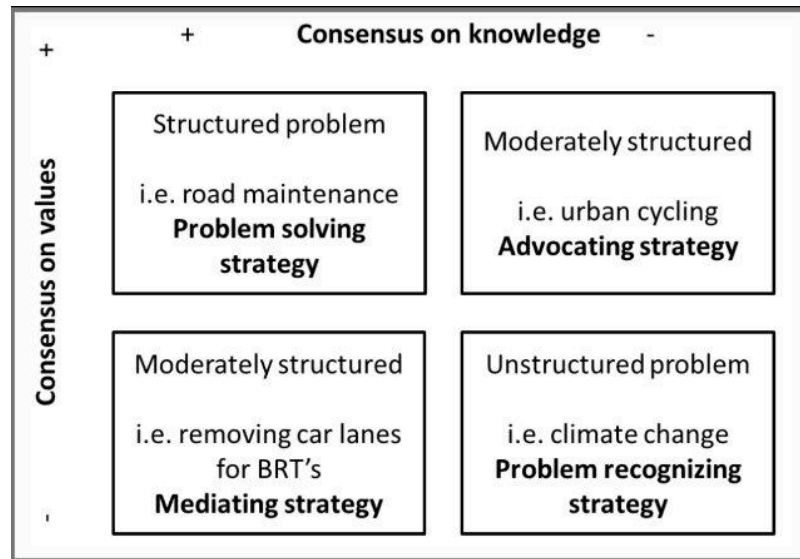 + Consensus on knowledge -
+
Consensus on values
-
Structured problem
i.e. road maintenance
Problem solving
strategy
Moderately structured
i.e. urban cycling
Advocating strategy
Moderately structured
i.e. removing car lanes
for BRT's
Mediating strategy
Unstructured problem
i.e. climate change
Problem recognizing
strategy